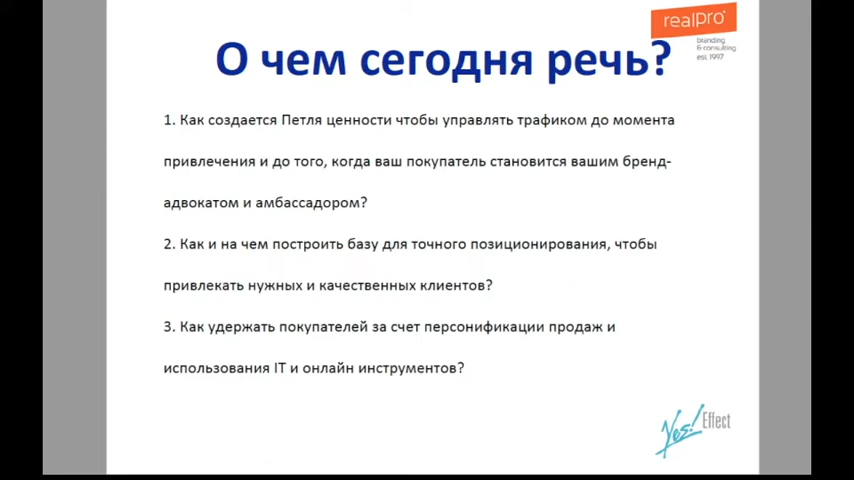 realpro
branding
& consulting
est 1997
О чем сегодня речь?
1. Как создается Петля ценности чтобы управлять трафиком до момента
привлечения и до того, когда ваш покупатель становится вашим бренд-
адвокатом и амбассадором?
2. Как и на чем построить базу для точного позиционирования, чтобы
привлекать нужных и качественных клиентов?
3. Как удержать покупателей за счет персонификации продаж и
использования IT и онлайн инструментов?
Yes! Effect